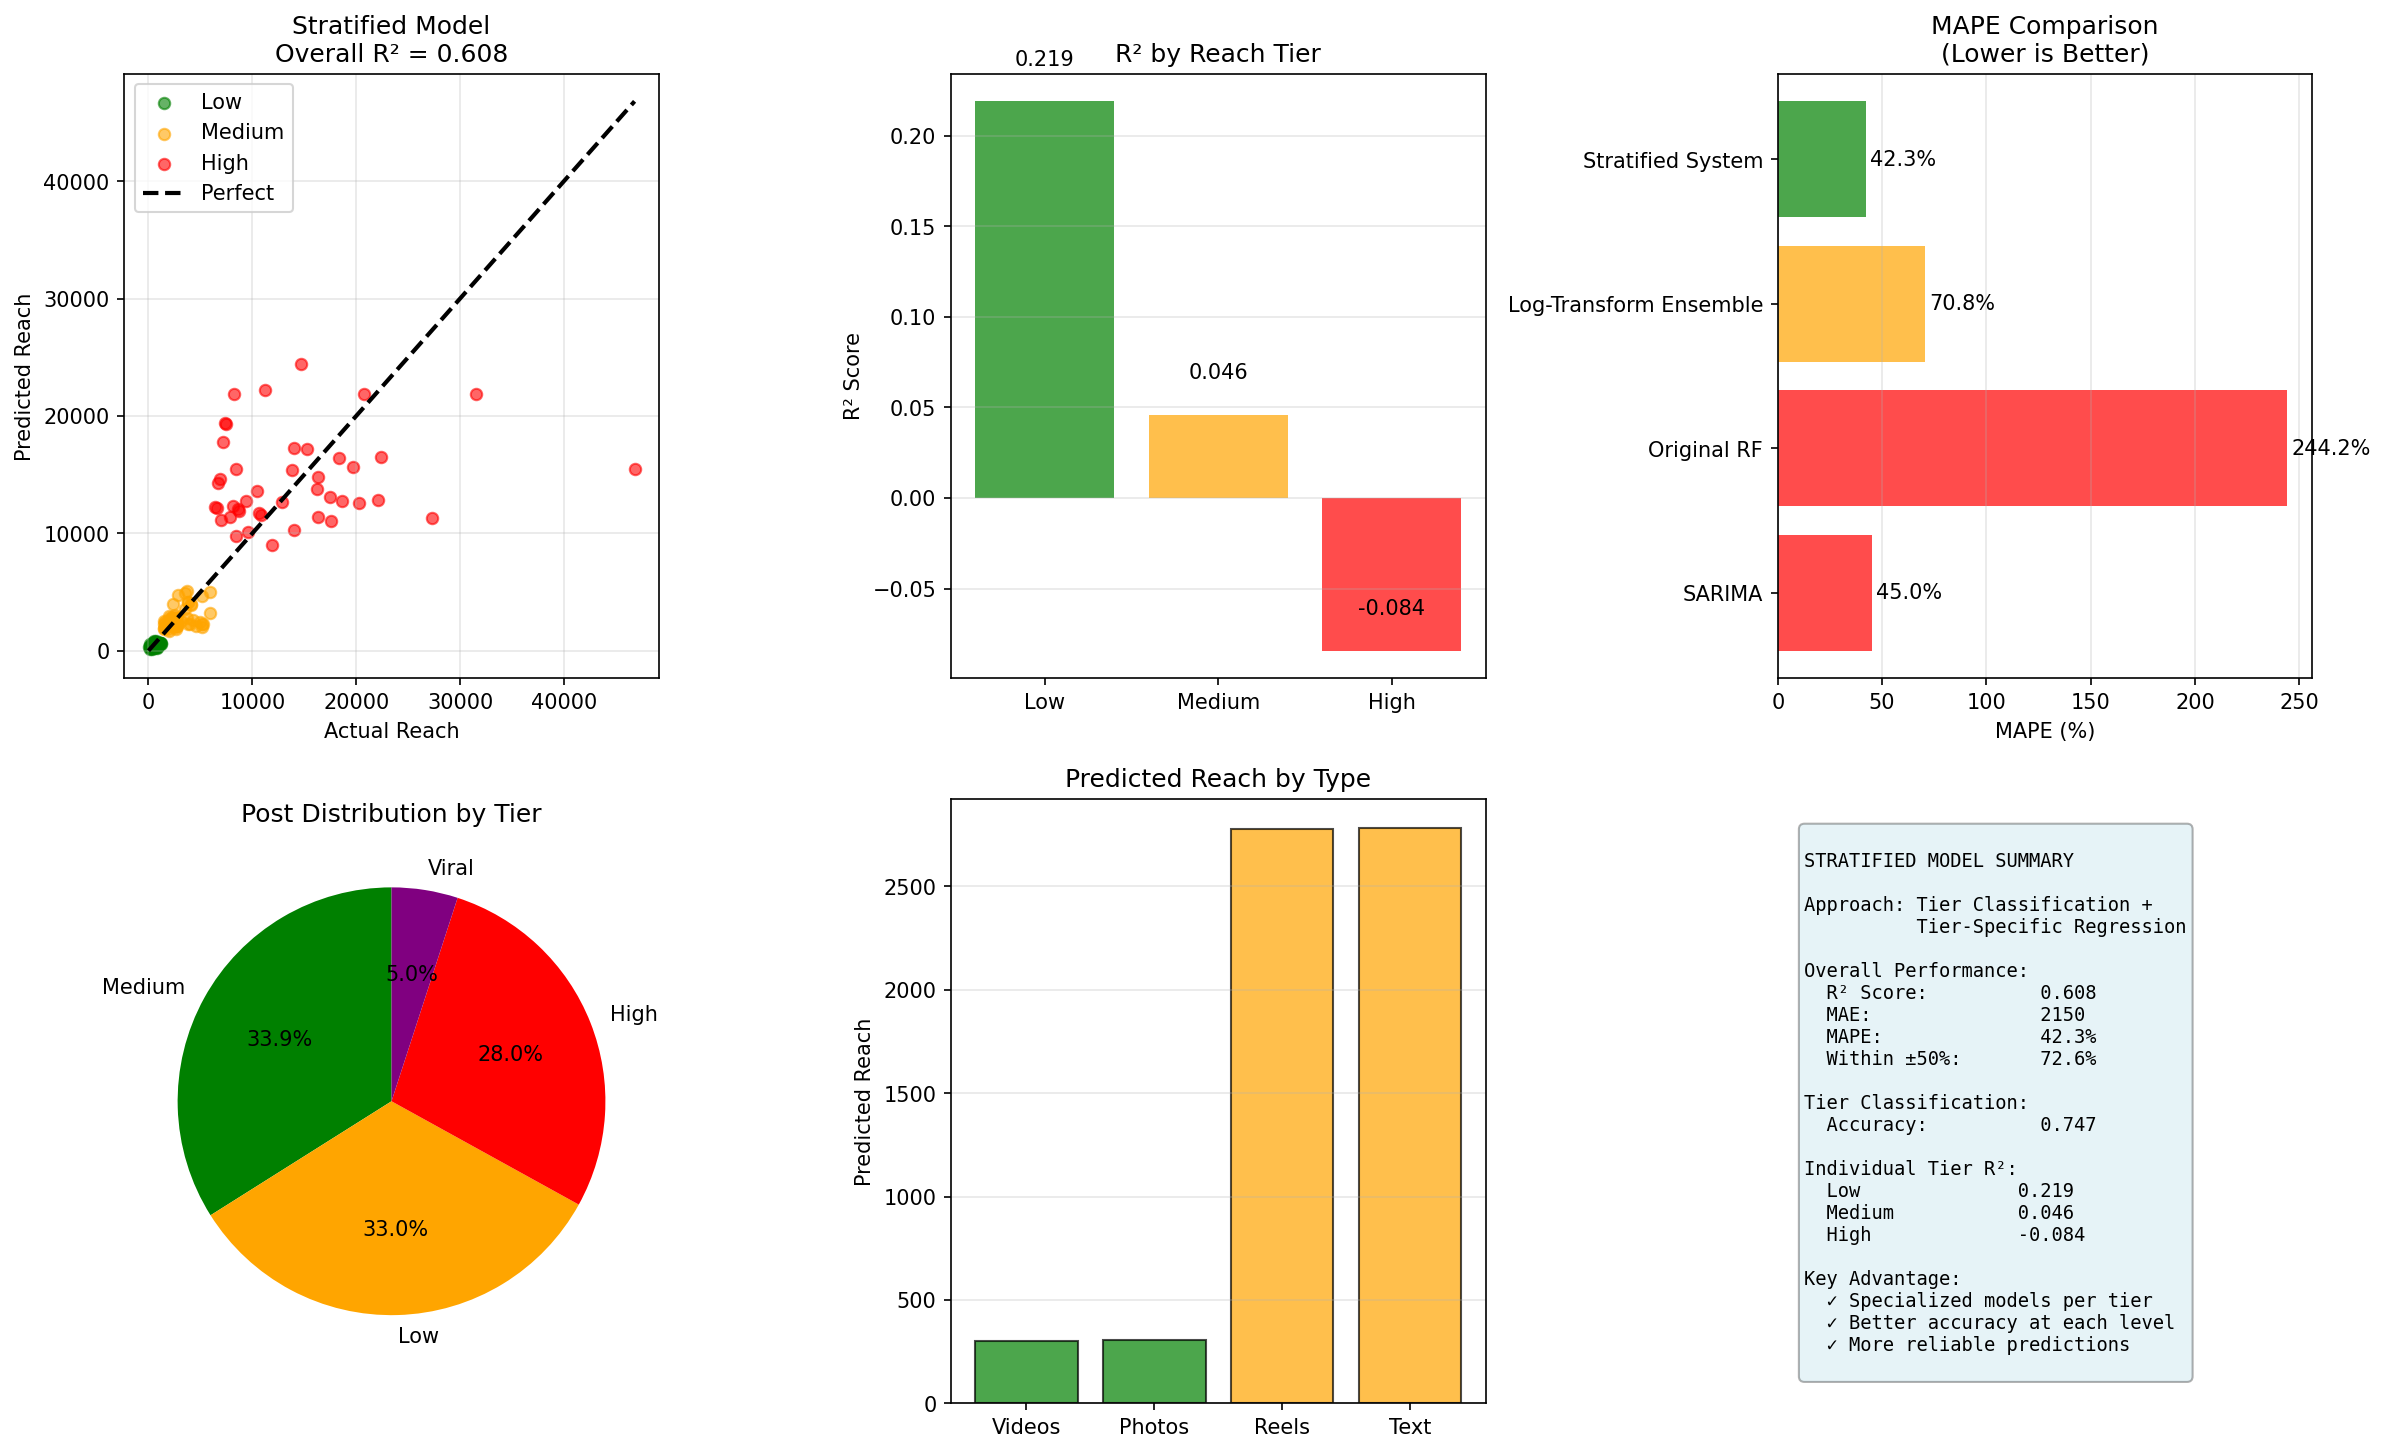 Stratified Model
Overall R² = 0.608
Low
Medium
High
Perfect
40000
30000
20000
10000
0
Predicted Reach
0 10000 20000 30000 40000
Actual Reach
R² by Reach Tier
0.219
0.046
-0.084
0.20
0.15
0.10
0.05
0.00
−0.05
R² Score
Low Medium High
MAPE Comparison
(Lower is Better)
Stratified System
42.3%
Log-Transform Ensemble
70.8%
Original RF
244.2%
SARIMA
45.0%
0 50 100 150 200 250
MAPE (%)
Post Distribution by Tier
Viral
5.0%
Medium
33.9%
High
28.0%
33.0%
Low
Predicted Reach by Type
2500
2000
1500
1000
500
0
Predicted Reach
Videos Photos Reels Text
STRATIFIED MODEL SUMMARY
Approach: Tier Classification +
Tier-Specific Regression
Overall Performance:
R² Score: 0.608
MAE: 2150
MAPE: 42.3%
Within ±50%: 72.6%
Tier Classification:
Accuracy: 0.747
Individual Tier R²:
Low 0.219
Medium 0.046
High -0.084
Key Advantage:
✓ Specialized models per tier
✓ Better accuracy at each level
✓ More reliable predictions